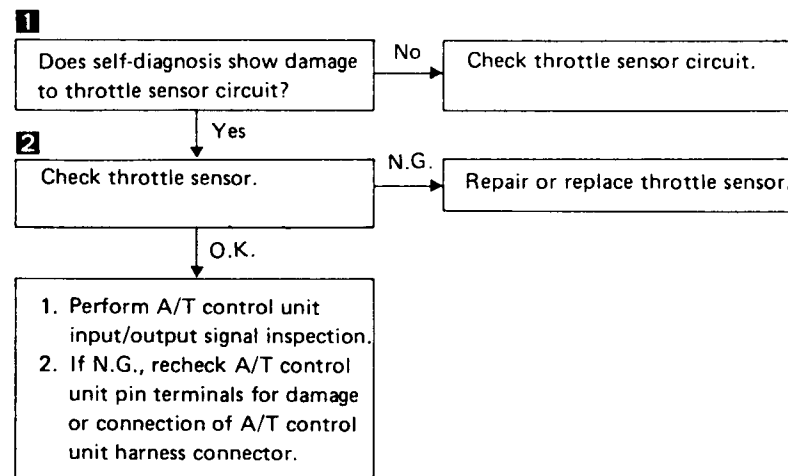 1
Does self-diagnosis show damage
to throttle sensor circuit?
No
Check throttle sensor circuit.
Yes
2
Check throttle sensor.
N.G.
Repair or replace throttle sensor.
O.K.
1. Perform A/T control unit
input/output signal inspection.
2. If N.G., recheck A/T control
unit pin terminals for damage
or connection of A/T control
unit harness connector.